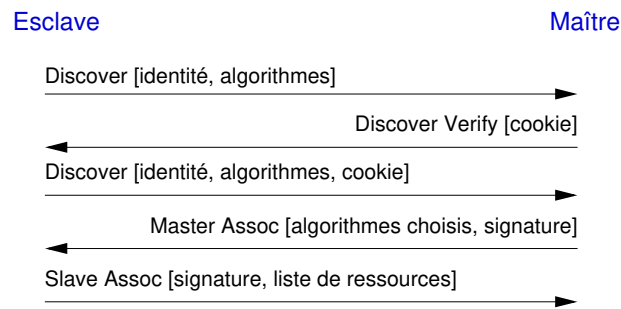 Esclave
Maître
Discover [identité, algorithmes]
Discover Verify [cookie]
Discover [identité, algorithmes, cookie]
Master Assoc [algorithmes choisis, signature]
Slave Assoc [signature, liste de ressources]